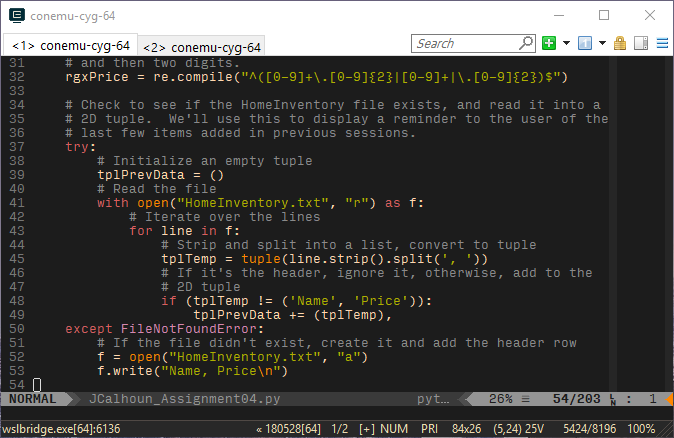 conemu-cyg-64
<1> conemu-cyg-64
<2> conemu-cyg-64
Search
31     # and then two digits.
32     rgxPrice = re.compile("^([0-9]+\.[0-9]{2}|[0-9]+|\.[0-9]{2})$")
33
34     # Check to see if the HomeInventory file exists, and read it into a
35     # 2D tuple.  We'll use this to display a reminder to the user of the
36     # last few items added in previous sessions.
37     try:
38         # Initialize an empty tuple
39         tplPrevData = ()
40         # Read the file
41         with open("HomeInventory.txt", "r") as f:
42             # Iterate over the lines
43             for line in f:
44                 # Strip and split into a list, convert to tuple
45                 tplTemp = tuple(line.strip().split(', '))
46                 # If it's the header, ignore it, otherwise, add to the
47                 # 2D tuple
48                 if (tplTemp != ('Name', 'Price')):
49                     tplPrevData += (tplTemp),
50     except FileNotFoundError:
51         # If the file didn't exist, create it and add the header row
52         f = open("HomeInventory.txt", "a")
53         f.write("Name, Price\n")
54
NORMAL JCalhoun_Assignment04.py pyt… 26% ≡ 54/203 LN : 1
wslbridge.exe[64]:6136 « 180528[64] 1/2 [+] NUM PRI 84x26 (5,24) 25V 5424/8196 100%